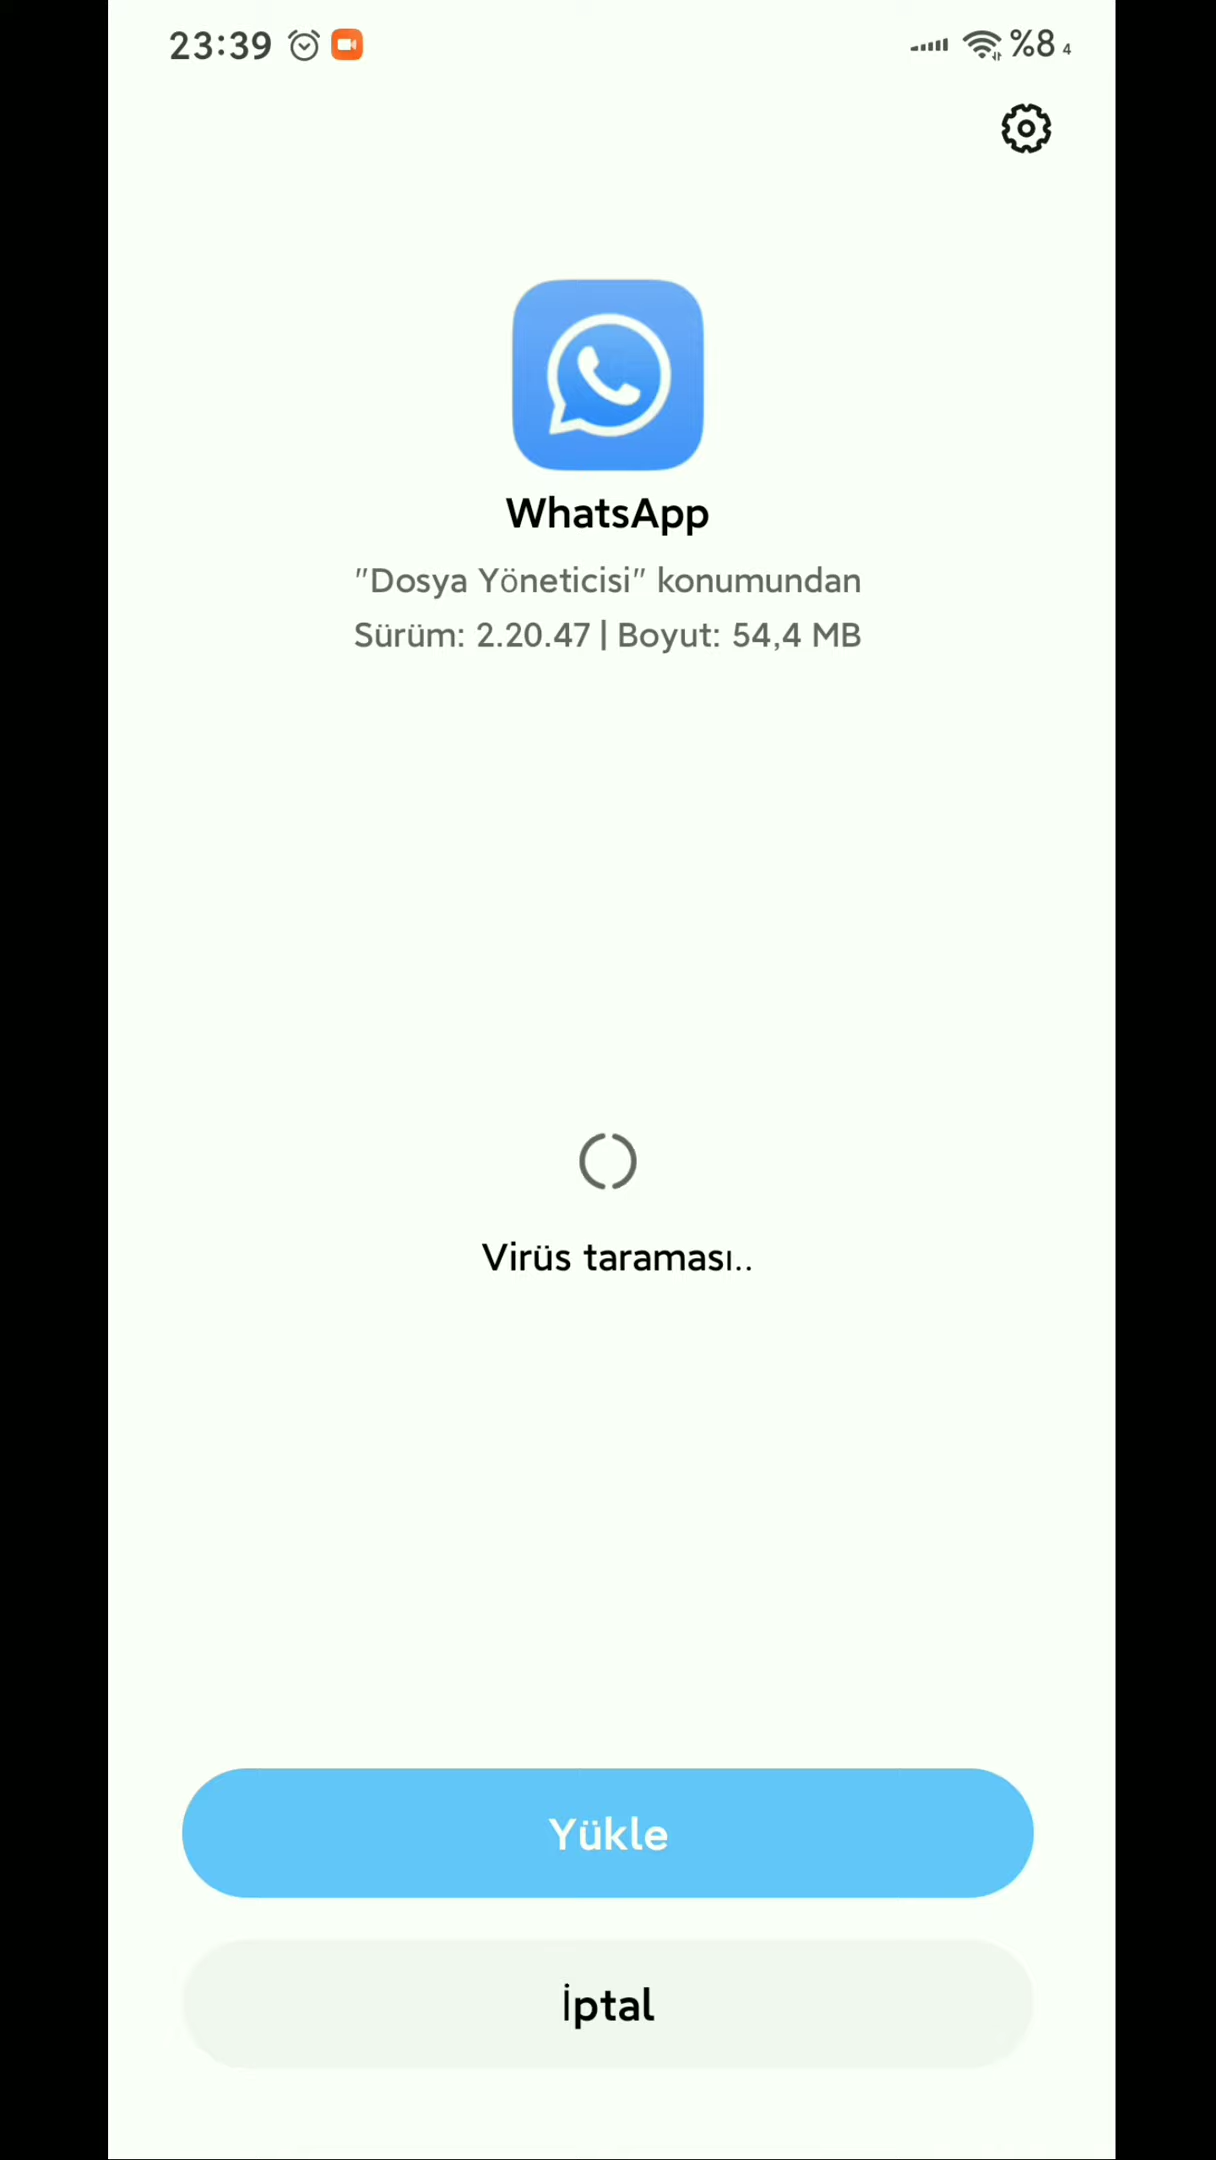 23:39 %8 4
WhatsApp
"Dosya Yöneticisi" konumundan
Sürüm: 2.20.47 | Boyut: 54,4 MB
Virüs taraması..
Yükle
İptal